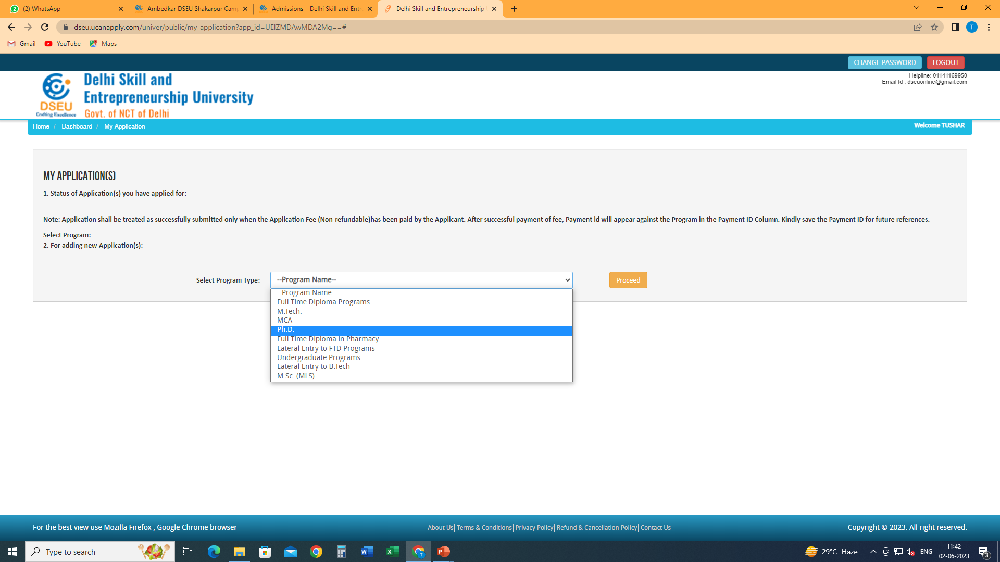 (2) WhatsApp
Ambedkar DSEU Shakarpur Camp
Admissions – Delhi Skill and Entr
Delhi Skill and Entrepreneurship
dseu.ucanapply.com/univer/public/my-application?app_id=UEIZMDAwMDA2Mg==#
T
Gmail
YouTube
Maps
CHANGE PASSWORD
LOGOUT
Helpline: 01141169950
Email Id : dseuonline@gmail.com
DSEU
Crafting Excellence
Delhi Skill and
Entrepreneurship University
Govt. of NCT of Delhi
Home / Dashboard / My Application
Welcome TUSHAR
MY APPLICATION(S)
1. Status of Application(s) you have applied for:
Note: Application shall be treated as successfully submitted only when the Application Fee (Non-refundable)has been paid by the Applicant. After successful payment of fee, Payment id will appear against the Program in the Payment ID Column. Kindly save the Payment ID for future references.
Select Program:
2. For adding new Application(s):
Select Program Type:
--Program Name--
Proceed
--Program Name--
Full Time Diploma Programs
M.Tech.
MCA
Ph.D.
Full Time Diploma in Pharmacy
Lateral Entry to FTD Programs
Undergraduate Programs
Lateral Entry to B.Tech
M.Sc. (MLS)
For the best view use Mozilla Firefox , Google Chrome browser
About Us| Terms & Conditions| Privacy Policy| Refund & Cancellation Policy| Contact Us
Copyright © 2023. All right reserved.
Type to search
29°C Haze
ENG
11:42
02-06-2023
3